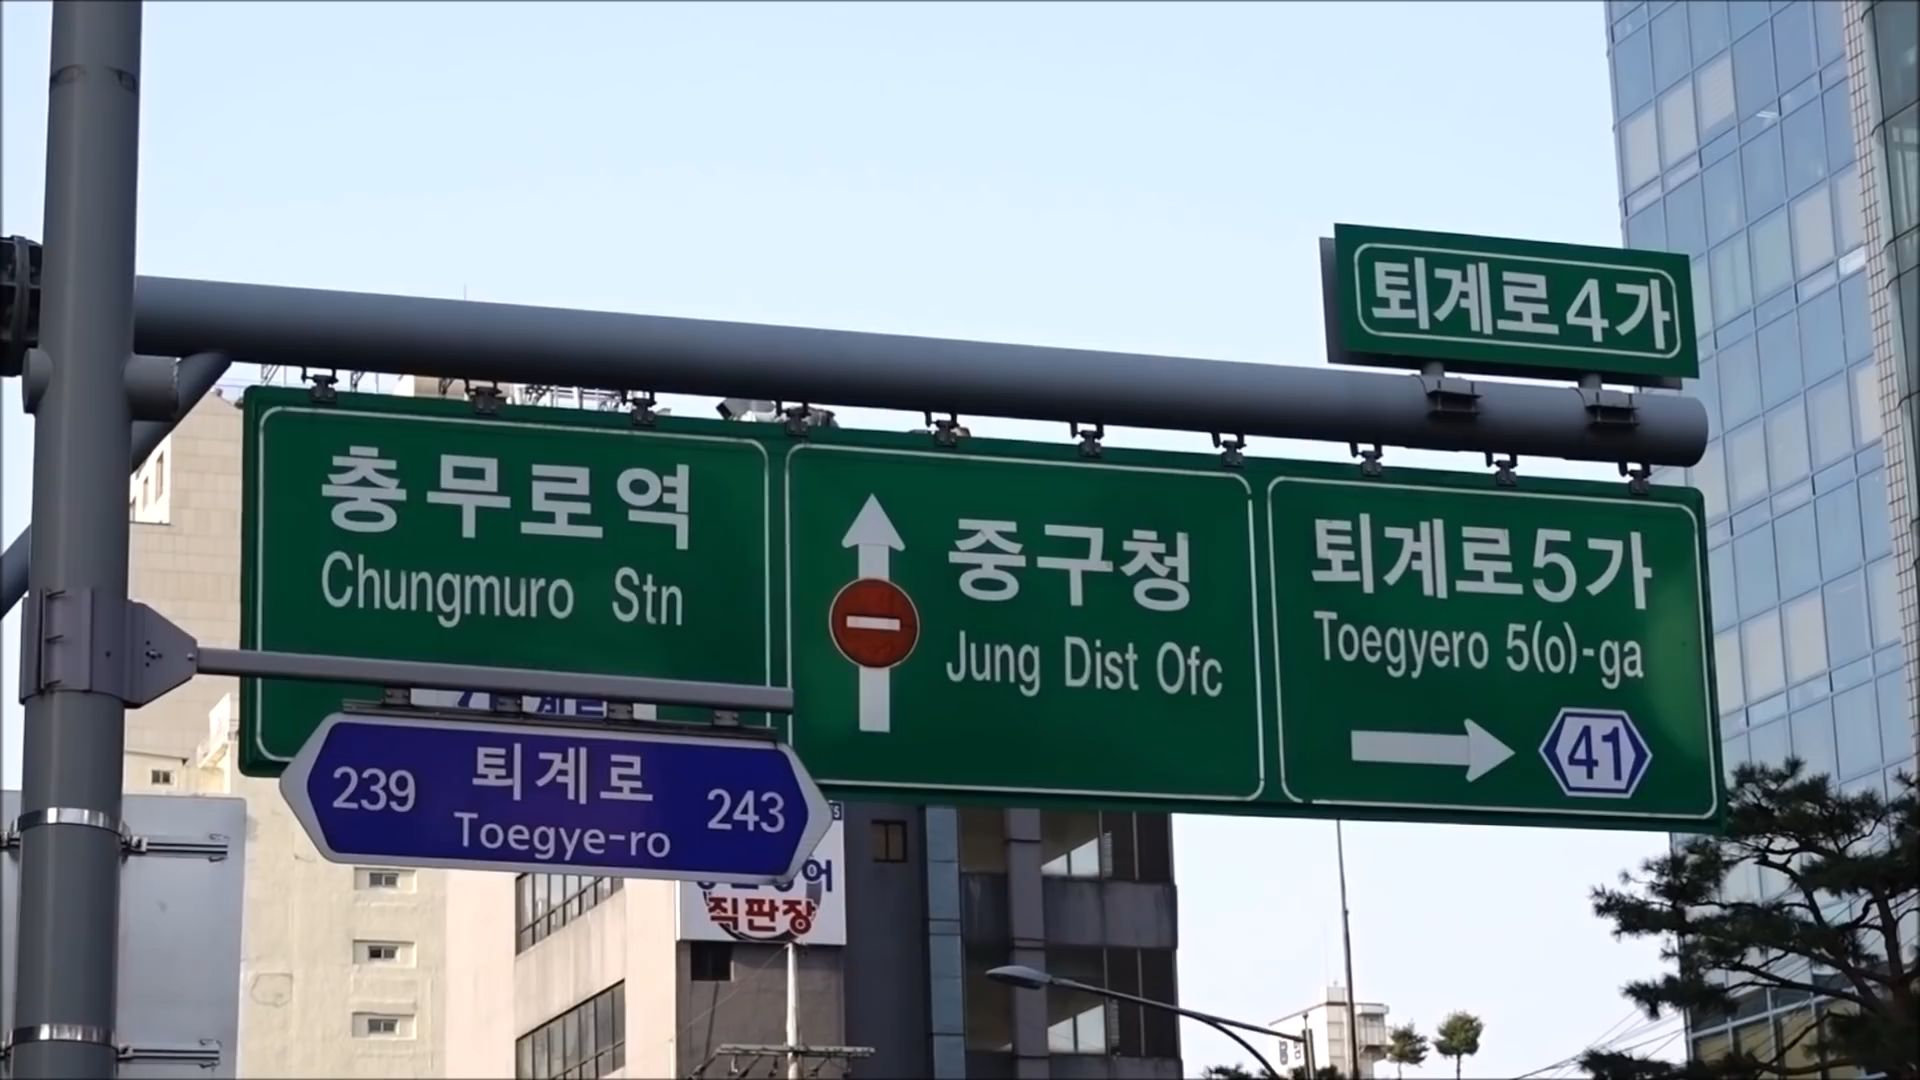 퇴계로4가
충무로역
Chungmuro Stn
중구청
Jung Dist Ofc
퇴계로5가
Toegyero 5(o)-ga
41
239 퇴계로 243
Toegye-ro
직판장